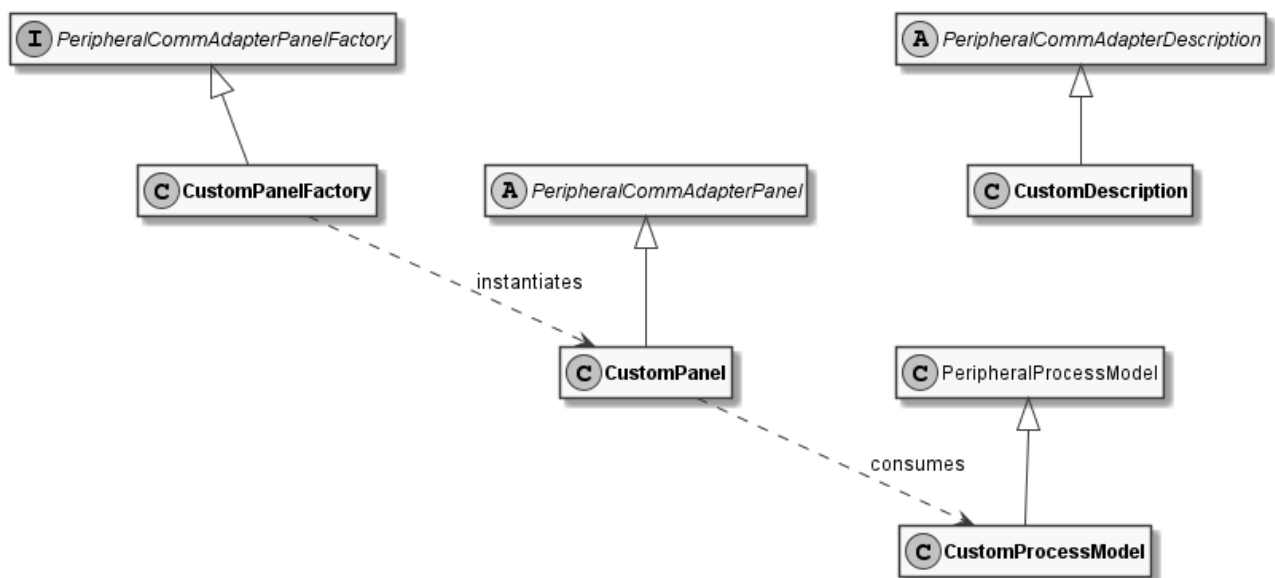 I PeripheralCommAdapterPanelFactory
A PeripheralCommAdapterDescription
C CustomPanelFactory
A PeripheralCommAdapterPanel
C CustomDescription
instantiates
C CustomPanel
C PeripheralProcessModel
consumes
C CustomProcessModel